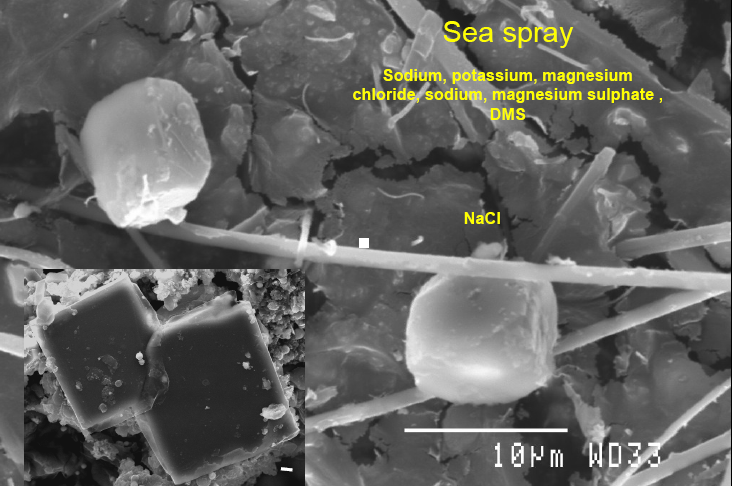 Sea spray
Sodium, potassium, magnesium
chloride, sodium, magnesium sulphate ,
DMS
NaCl
10µm WD33